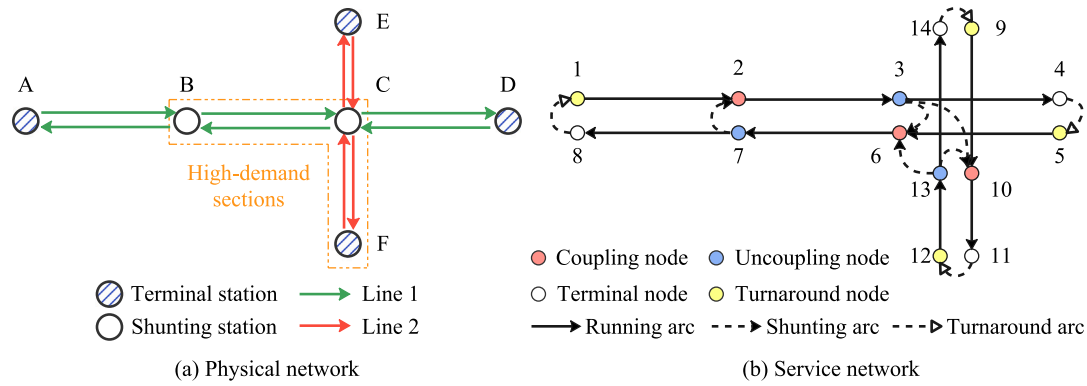 E
A
B
C
D
High-demand
sections
F
Terminal station
Line 1
Shunting station
Line 2
(a) Physical network
14
9
1
2
3
4
8
7
6
5
13
10
12
11
Coupling node
Uncoupling node
Terminal node
Turnaround node
Running arc
Shunting arc
Turnaround arc
(b) Service network